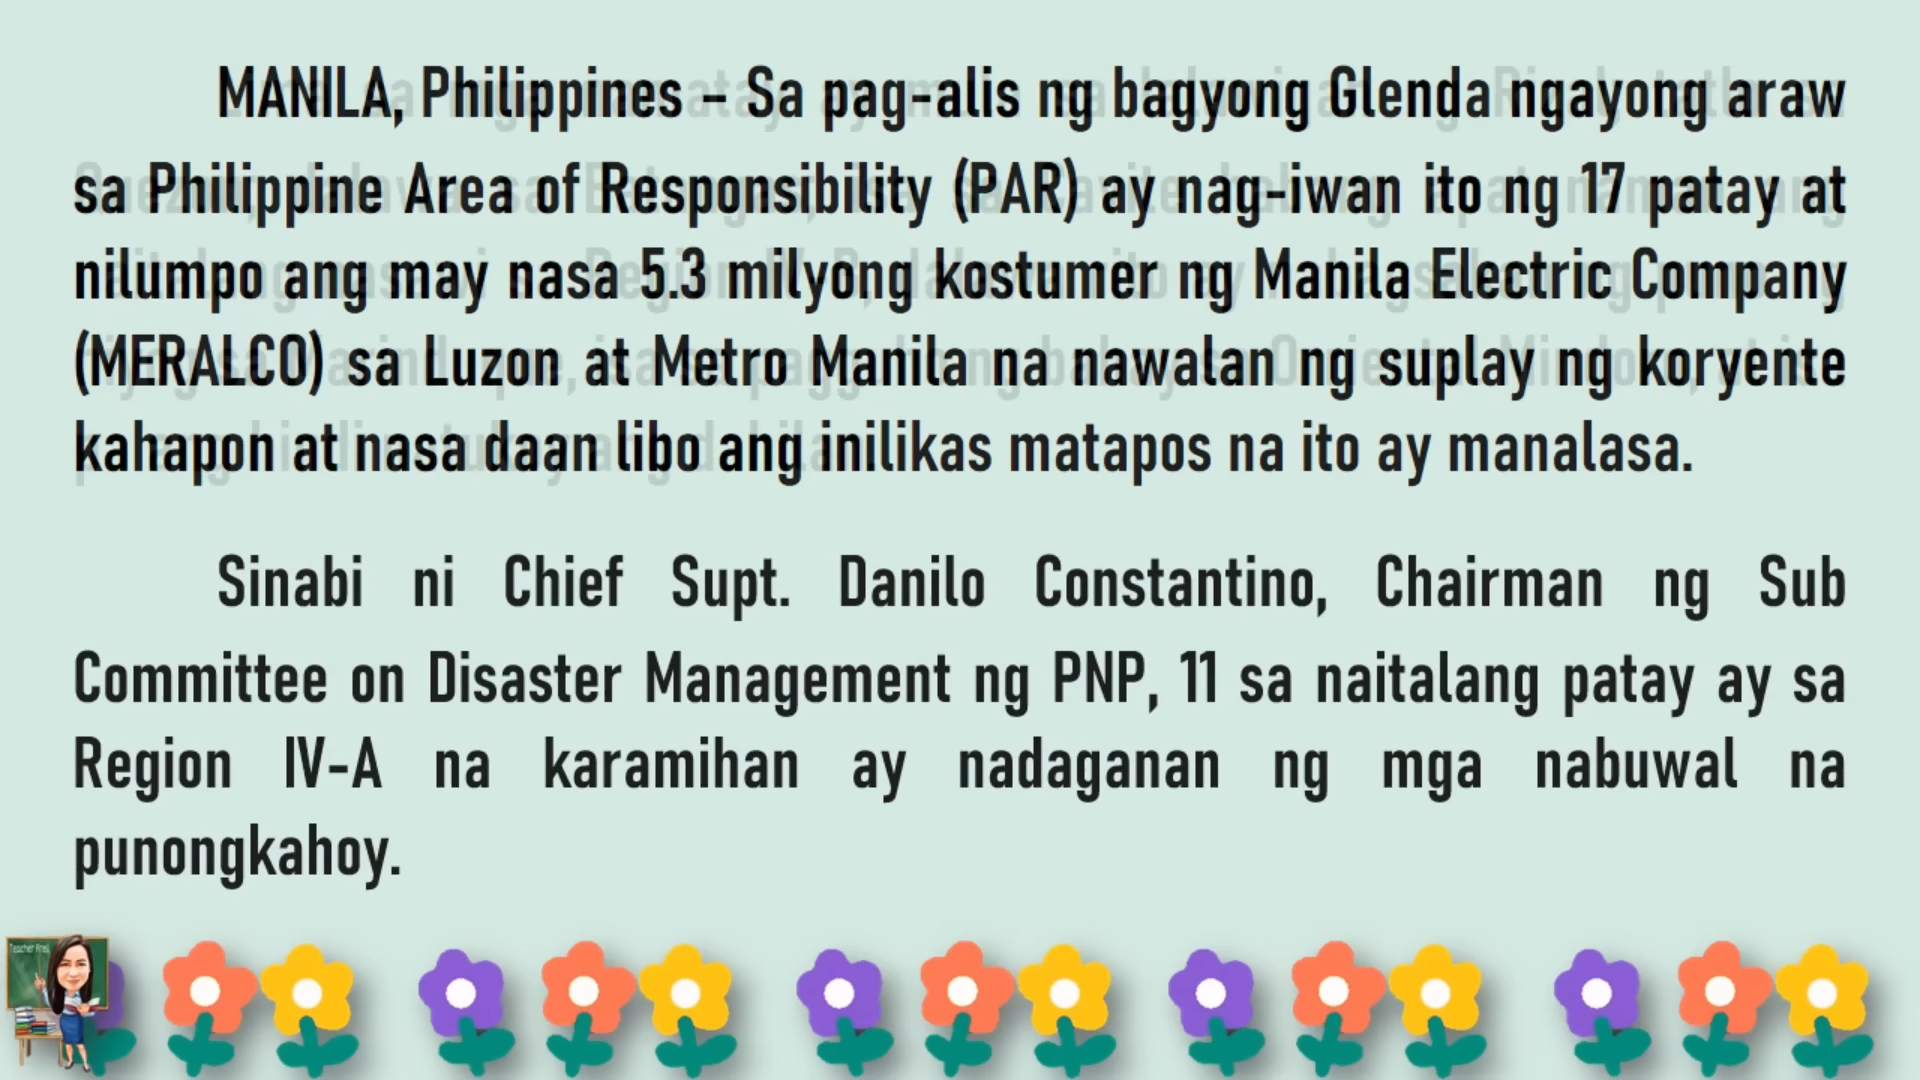 MANILA, Philippines – Sa pag-alis ng bagyong Glenda ngayong araw
sa Philippine Area of Responsibility (PAR) ay nag-iwan ito ng 17 patay at
nilumpo ang may nasa 5.3 milyong kostumer ng Manila Electric Company
(MERALCO) sa Luzon at Metro Manila na nawalan ng suplay ng koryente
kahapon at nasa daan libo ang inilikas matapos na ito ay manalasa.
Sinabi ni Chief Supt. Danilo Constantino, Chairman ng Sub
Committee on Disaster Management ng PNP, 11 sa naitalang patay ay sa
Region IV-A na karamihan ay nadaganan ng mga nabuwal na
punongkahoy.